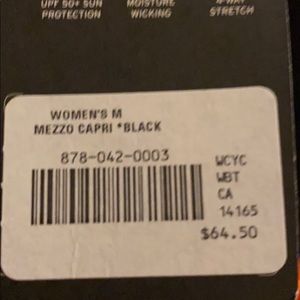 UPF 50+ SUN
PROTECTION
MOISTURE
WICKING
4-WAY
STRETCH
WOMEN'S M
MEZZO CAPRI *BLACK
878-042-0003
WCYC
WBT
CA
14165
$64.50